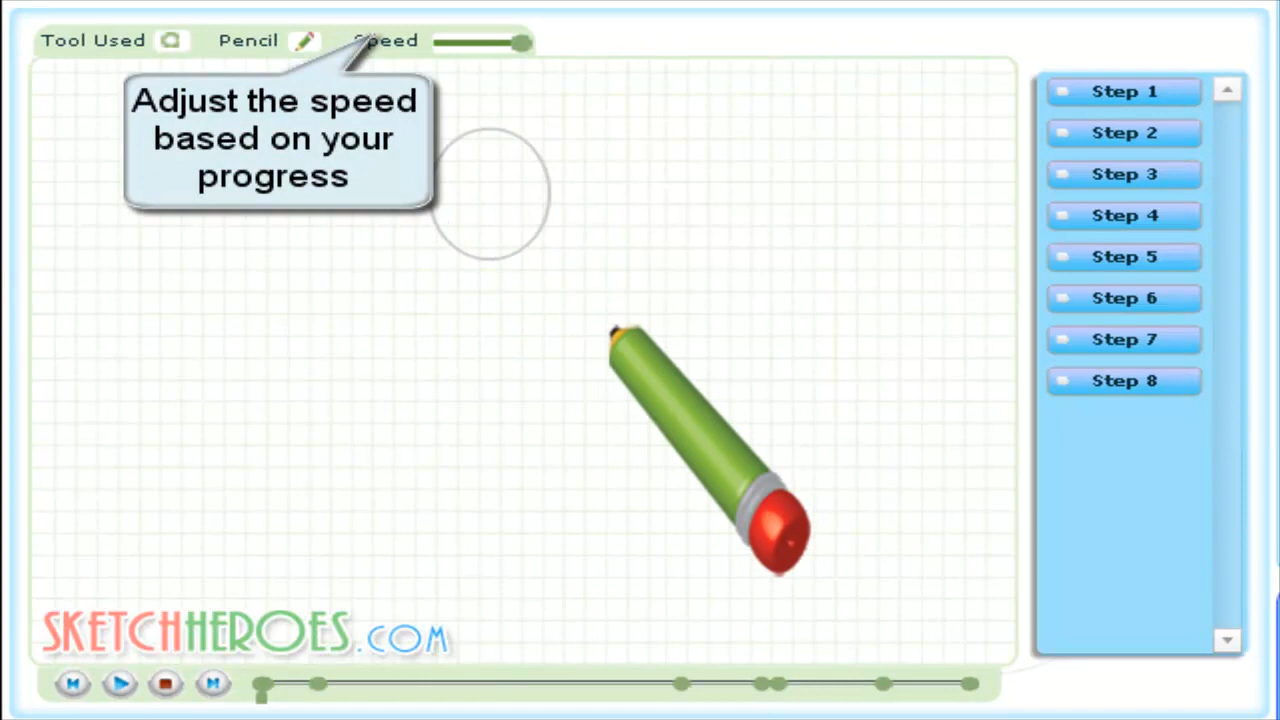 Tool Used Pencil Speed
Adjust the speed
based on your
progress
Step 1
Step 2
Step 3
Step 4
Step 5
Step 6
Step 7
Step 8
SKETCHHEROES.COM